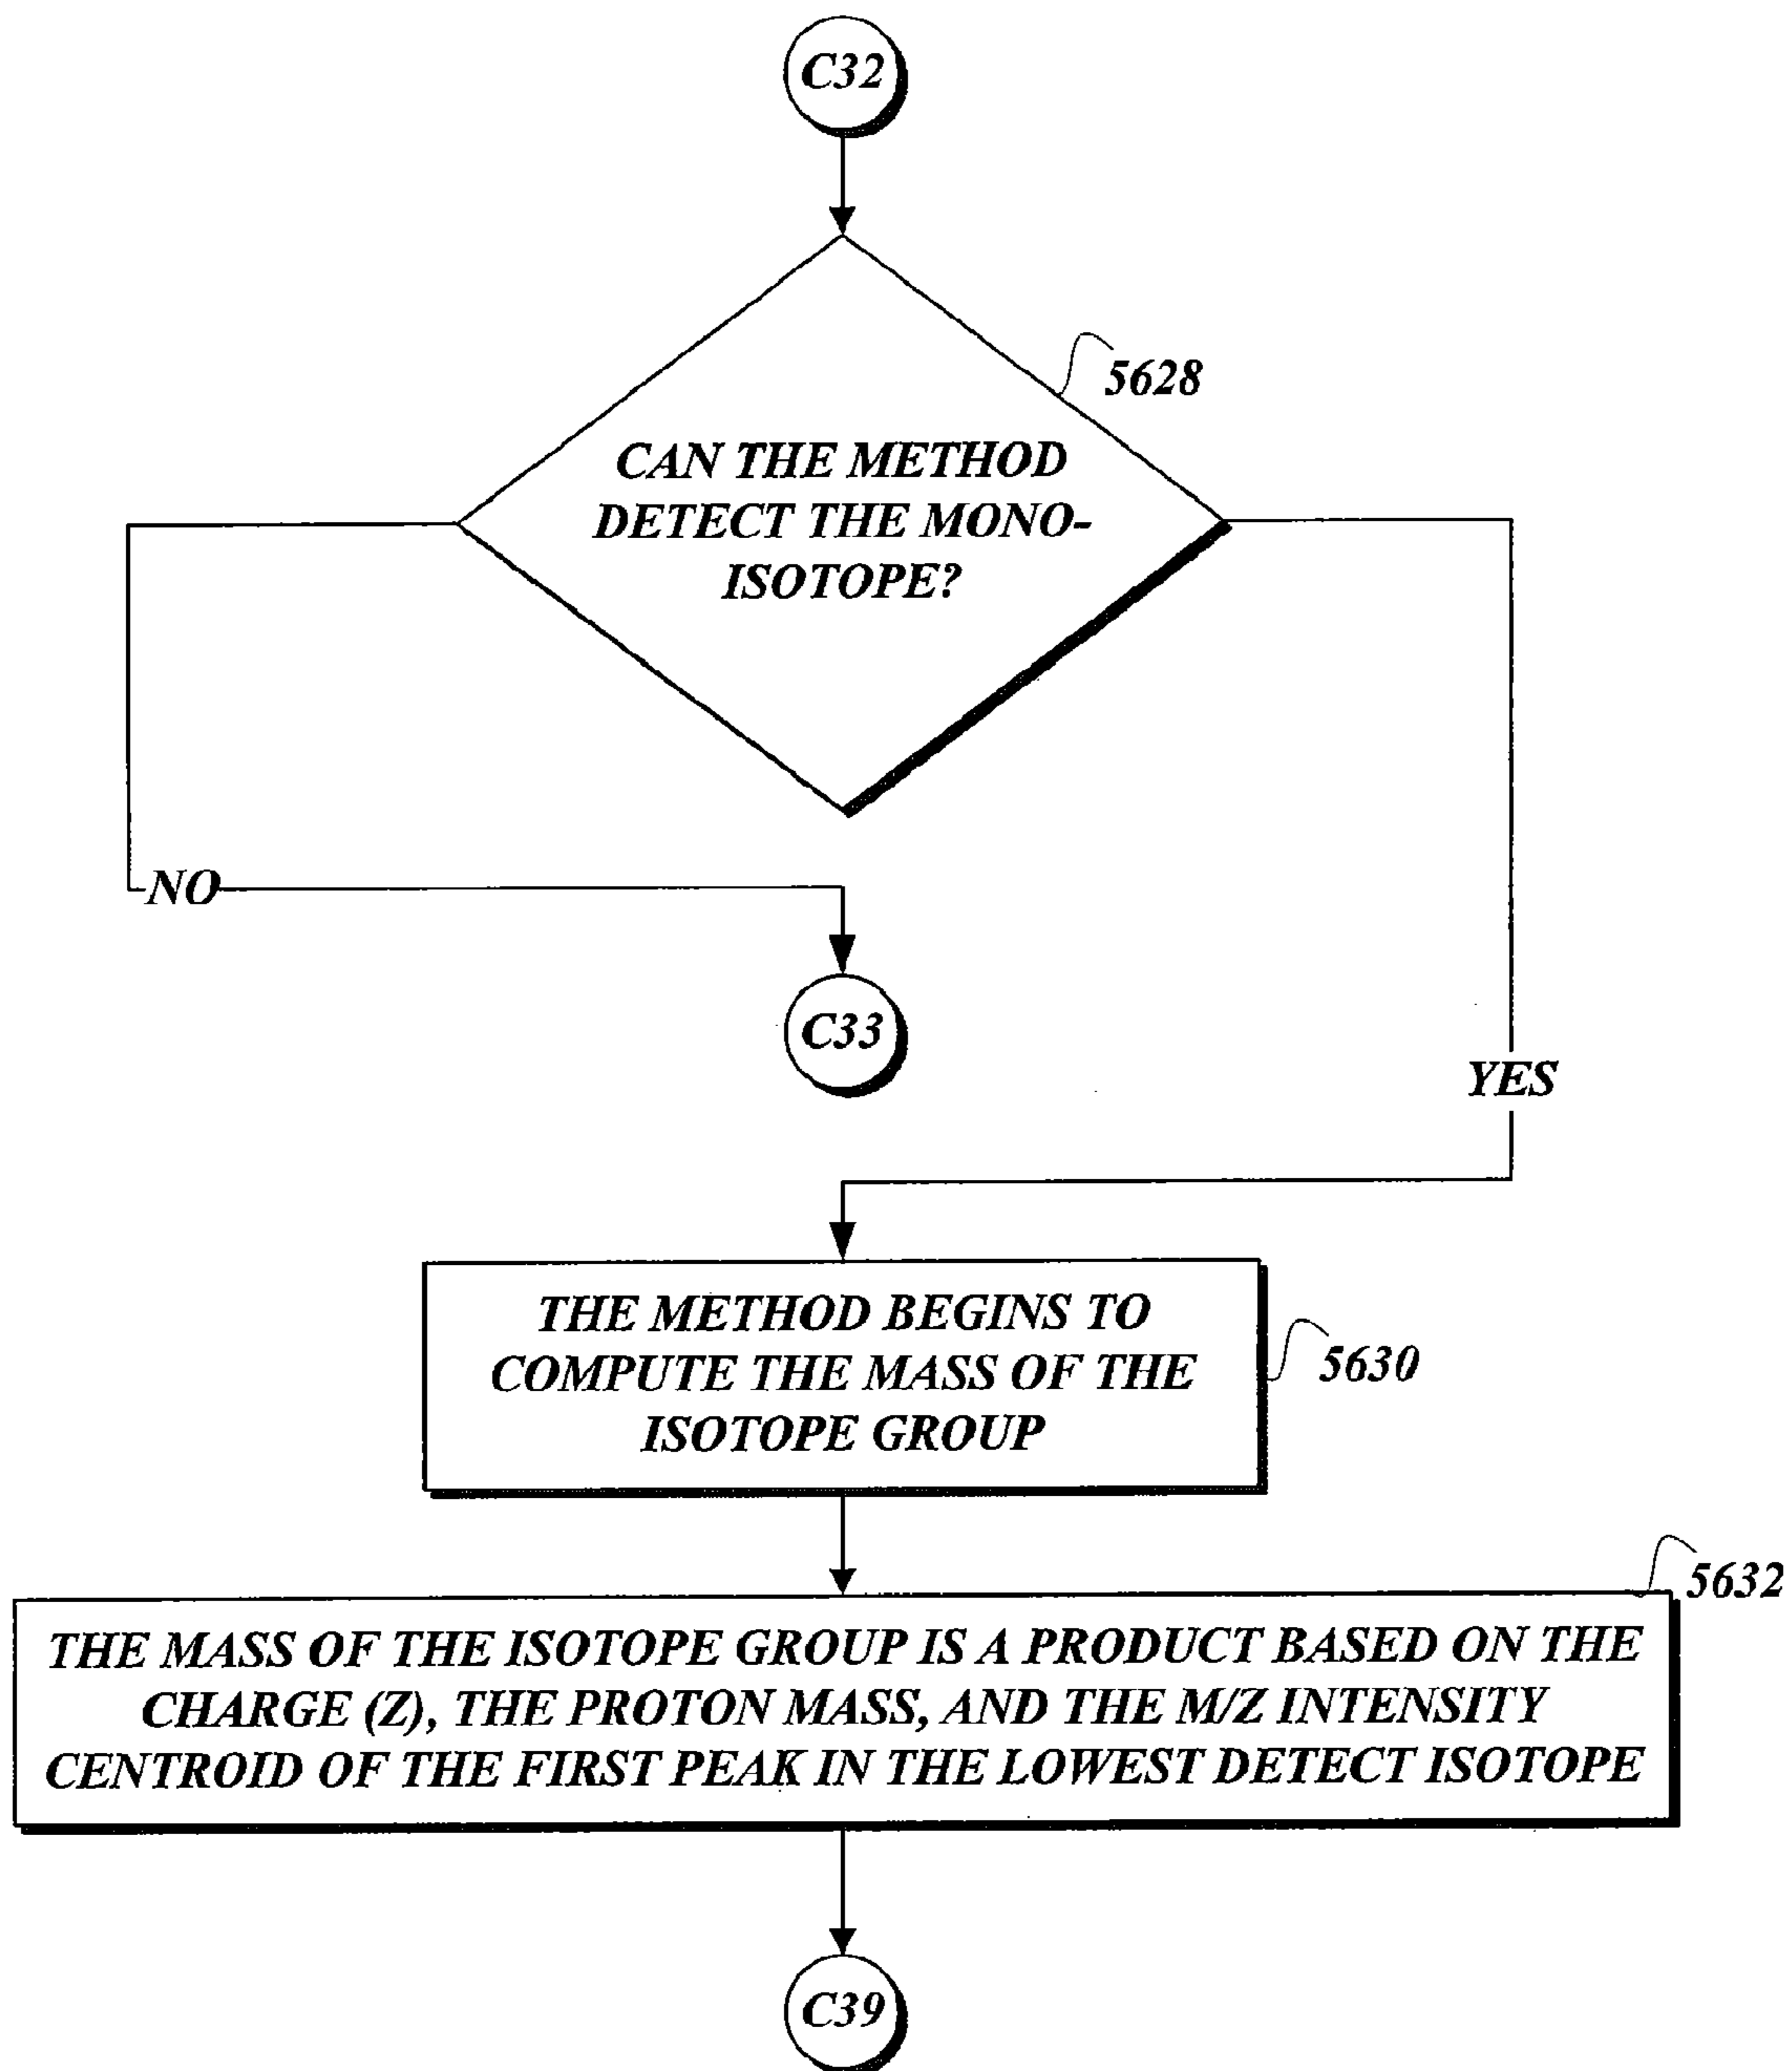 C32
5628
CAN THE METHOD
DETECT THE MONO-
ISOTOPE?
NO
C33
YES
THE METHOD BEGINS TO
COMPUTE THE MASS OF THE
ISOTOPE GROUP
5630
5632
THE MASS OF THE ISOTOPE GROUP IS A PRODUCT BASED ON THE
CHARGE (Z), THE PROTON MASS, AND THE M/Z INTENSITY
CENTROID OF THE FIRST PEAK IN THE LOWEST DETECT ISOTOPE
C39